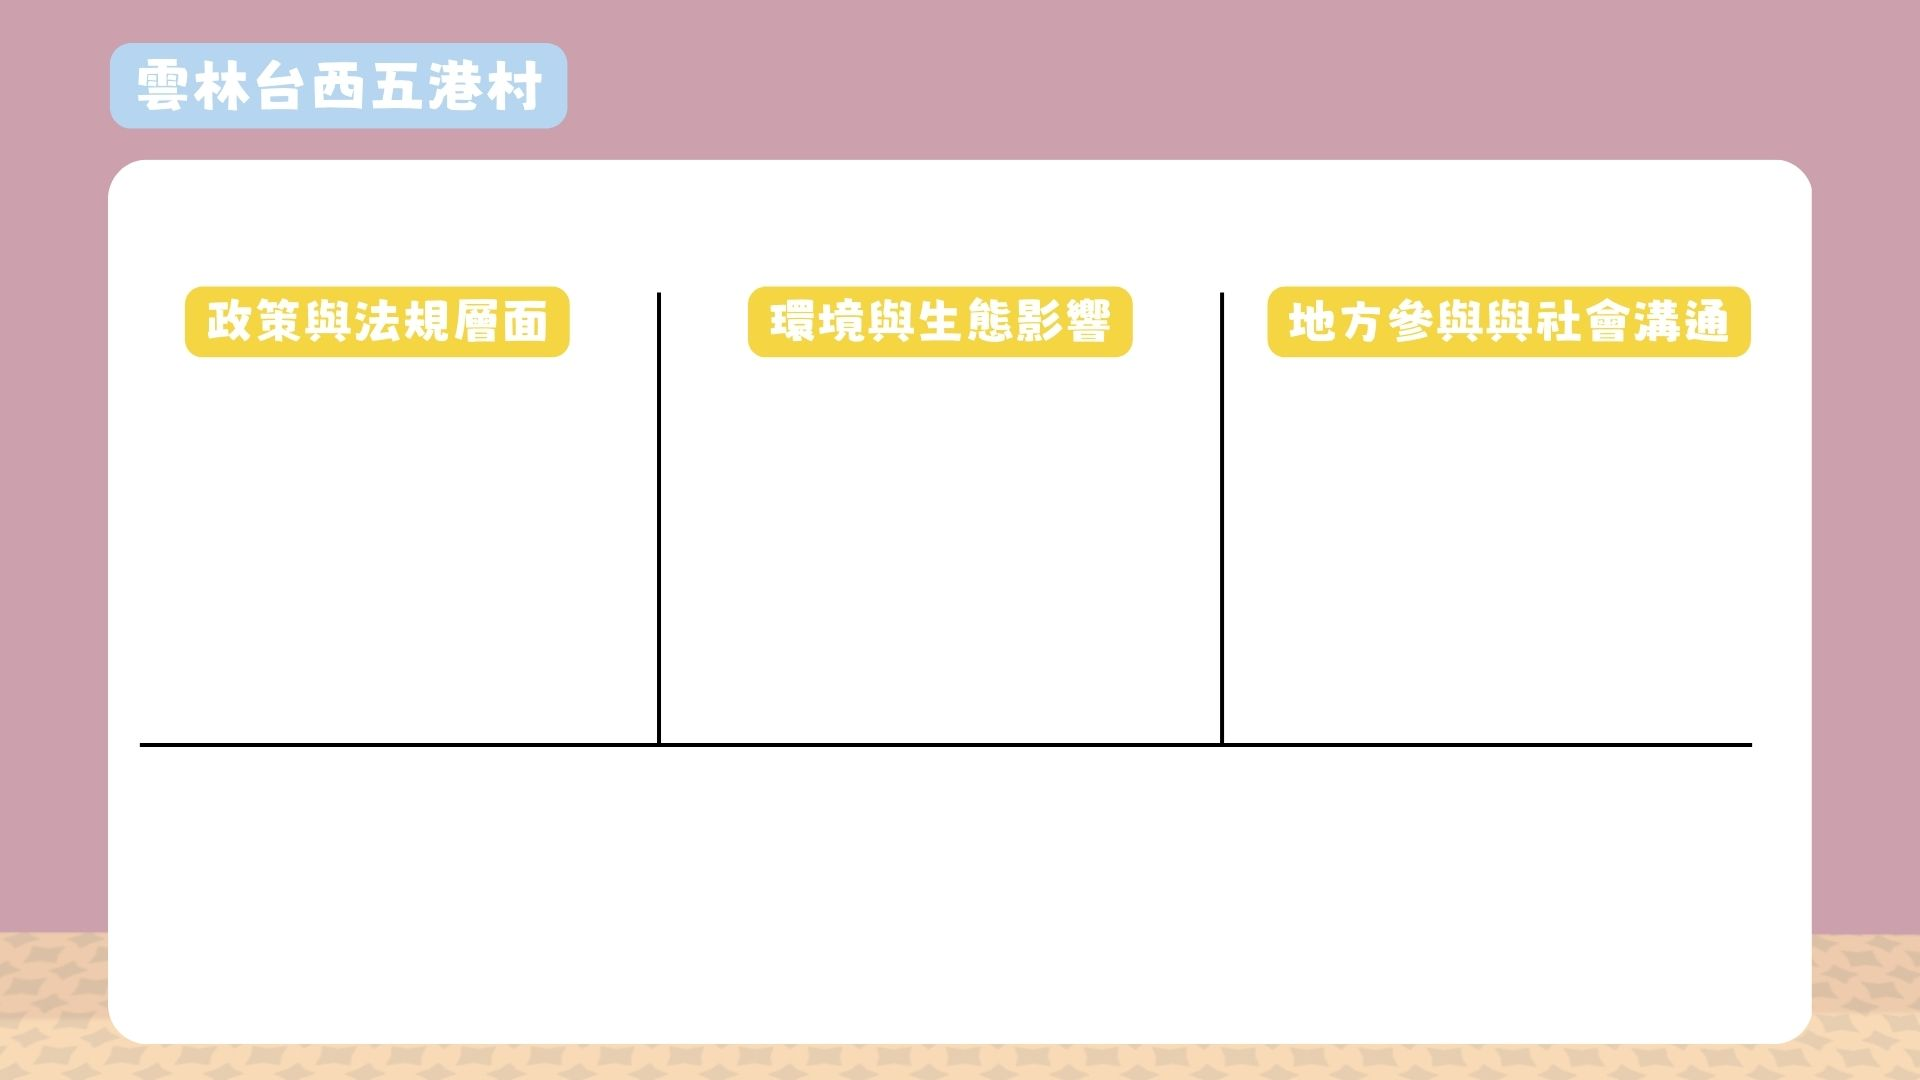 雲林台西五港村
政策與法規層面
環境與生態影響
地方參與與社會溝通